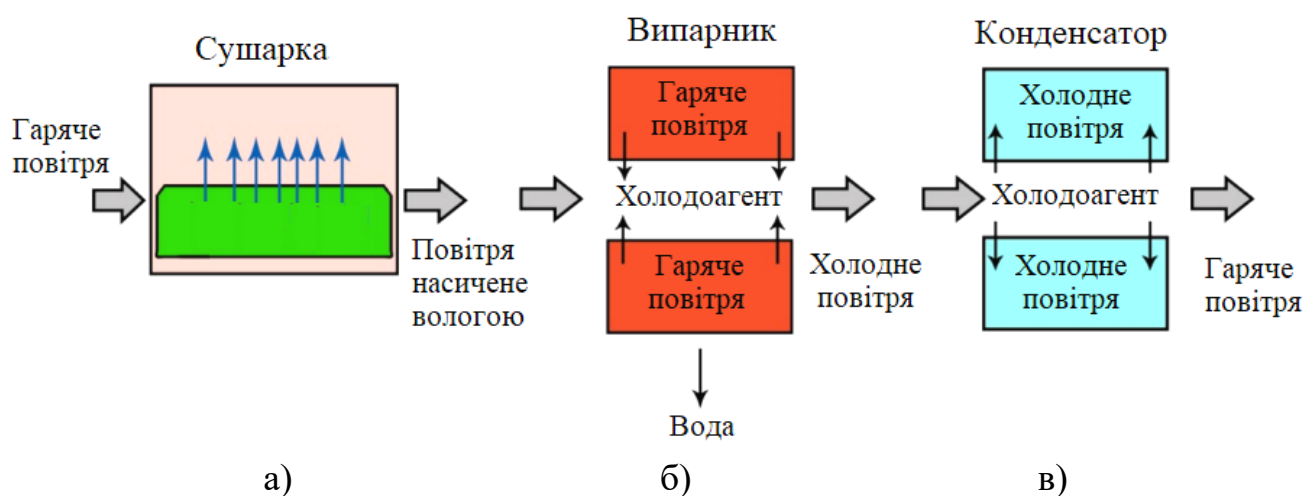 Сушарка
Гаряче
повітря
Повітря
насичене
вологою
а)
Випарник
Гаряче
повітря
Холодоагент
Гаряче
повітря
Холодне
повітря
Вода
б)
Конденсатор
Холодне
повітря
Холодоагент
Холодне
повітря
Гаряче
повітря
в)